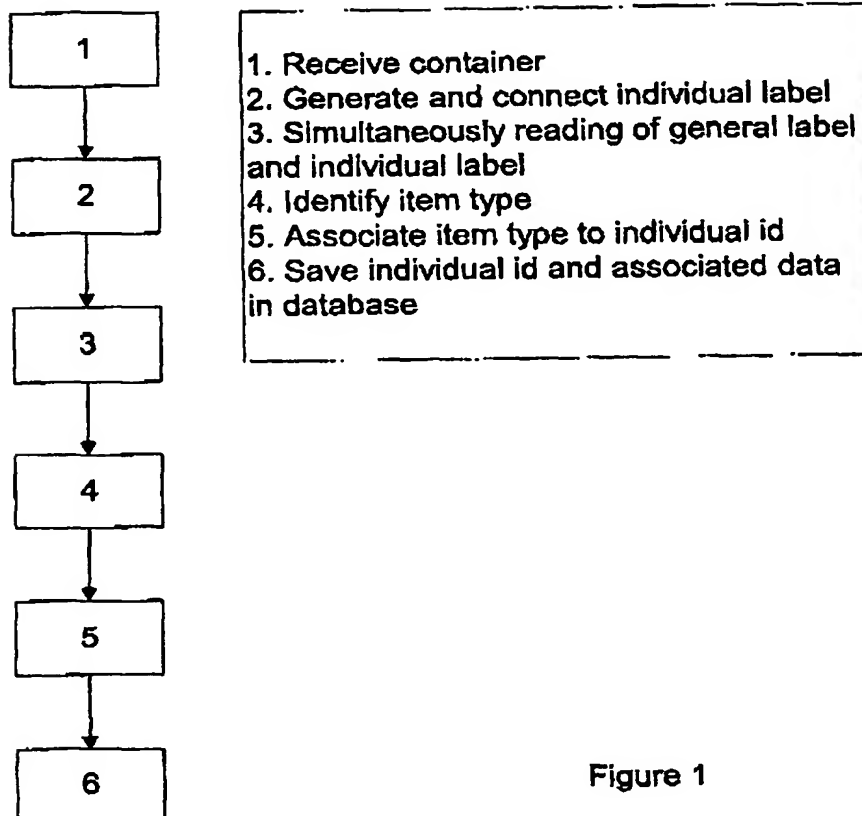 1
2
3
4
5
6
1. Receive container
2. Generate and connect individual label
3. Simultaneously reading of general label
and individual label
4. Identify item type
5. Associate item type to individual id
6. Save individual id and associated data
in database
Figure 1